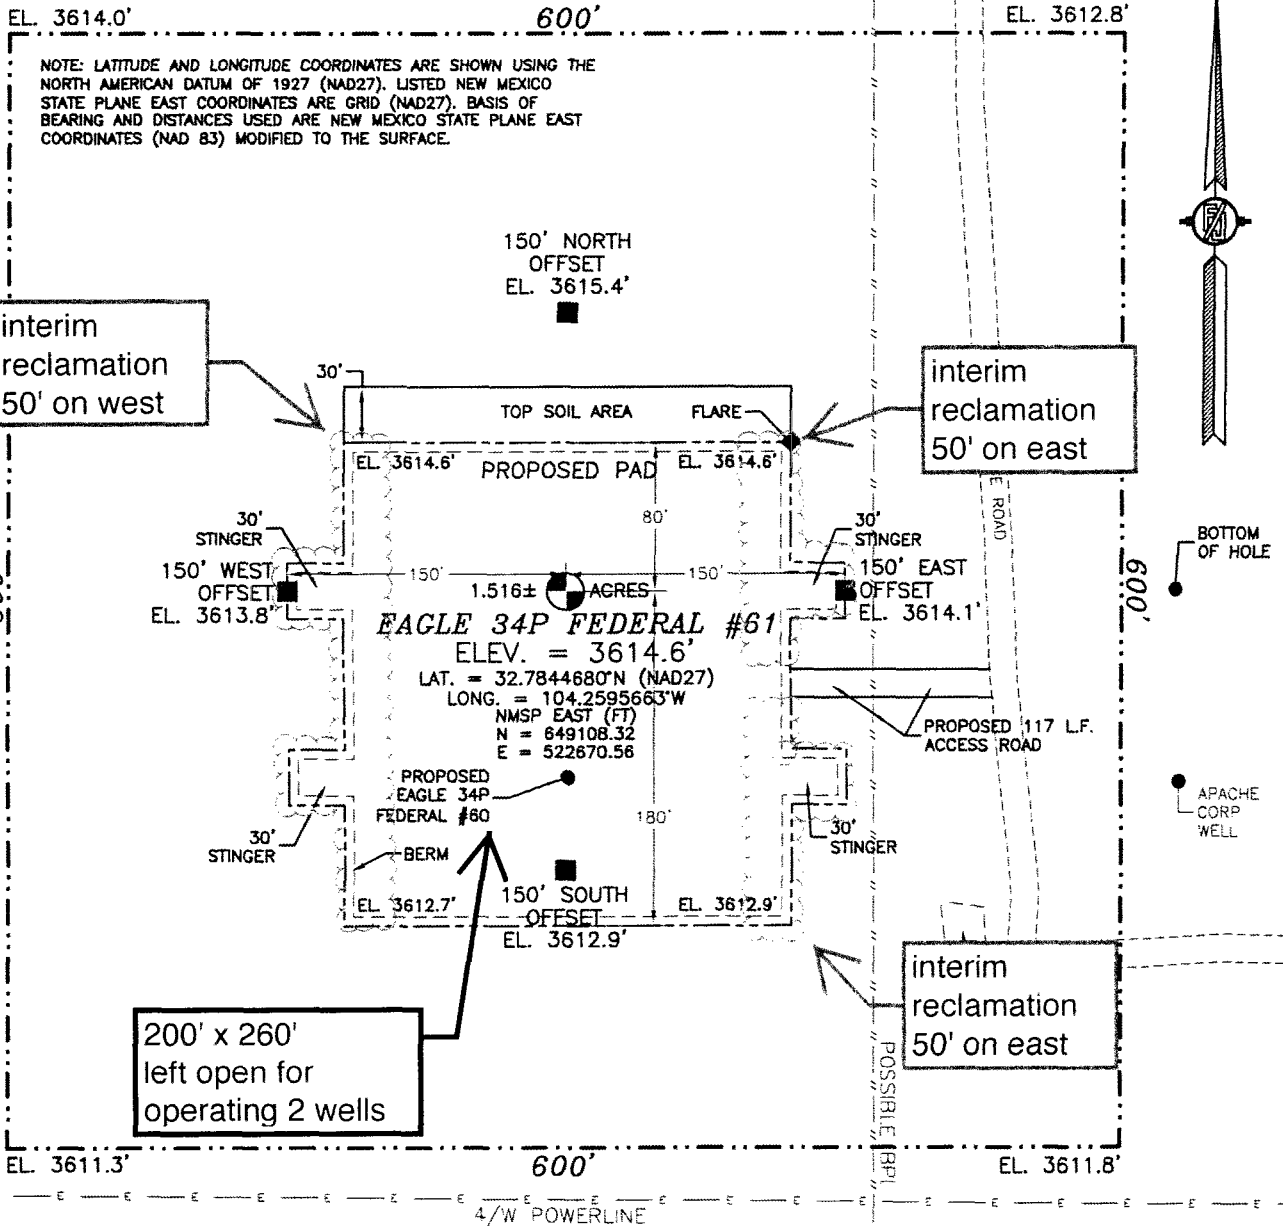 EL. 3614.0'
600'
EL. 3612.8'
NOTE: LATITUDE AND LONGITUDE COORDINATES ARE SHOWN USING THE
NORTH AMERICAN DATUM OF 1927 (NAD27). LISTED NEW MEXICO
STATE PLANE EAST COORDINATES ARE GRID (NAD27). BASIS OF
BEARING AND DISTANCES USED ARE NEW MEXICO STATE PLANE EAST
COORDINATES (NAD 83) MODIFIED TO THE SURFACE.
150' NORTH
OFFSET
EL. 3615.4'
interim
reclamation
50' on west
30'
TOP SOIL AREA
FLARE
interim
reclamation
50' on east
EL. 3614.6'
PROPOSED PAD
EL. 3614.6'
E ROAD
80'
30'
STINGER
30'
STINGER
BOTTOM
OF HOLE
150' WEST
OFFSET
EL. 3613.8'
150'
150'
150' EAST
OFFSET
EL. 3614.1'
600'
1.516± ACRES
EAGLE 34P FEDERAL #61
ELEV. = 3614.6'
LAT. = 32.7844680°N (NAD27)
LONG. = 104.2595663°W
NMSP EAST (FT)
N = 649108.32
E = 522670.56
PROPOSED 117 L.F.
ACCESS ROAD
PROPOSED
EAGLE 34P
FEDERAL #60
APACHE
CORP
WELL
180'
30'
STINGER
30'
STINGER
BERM
150' SOUTH
OFFSET
EL. 3612.9'
EL. 3612.7'
EL. 3612.9'
interim
reclamation
50' on east
200' x 260'
left open for
operating 2 wells
POSSIBLE
EL. 3611.3'
600'
EL. 3611.8'
E E E E E E E E E E E E E E E E E E
4/W POWERLINE